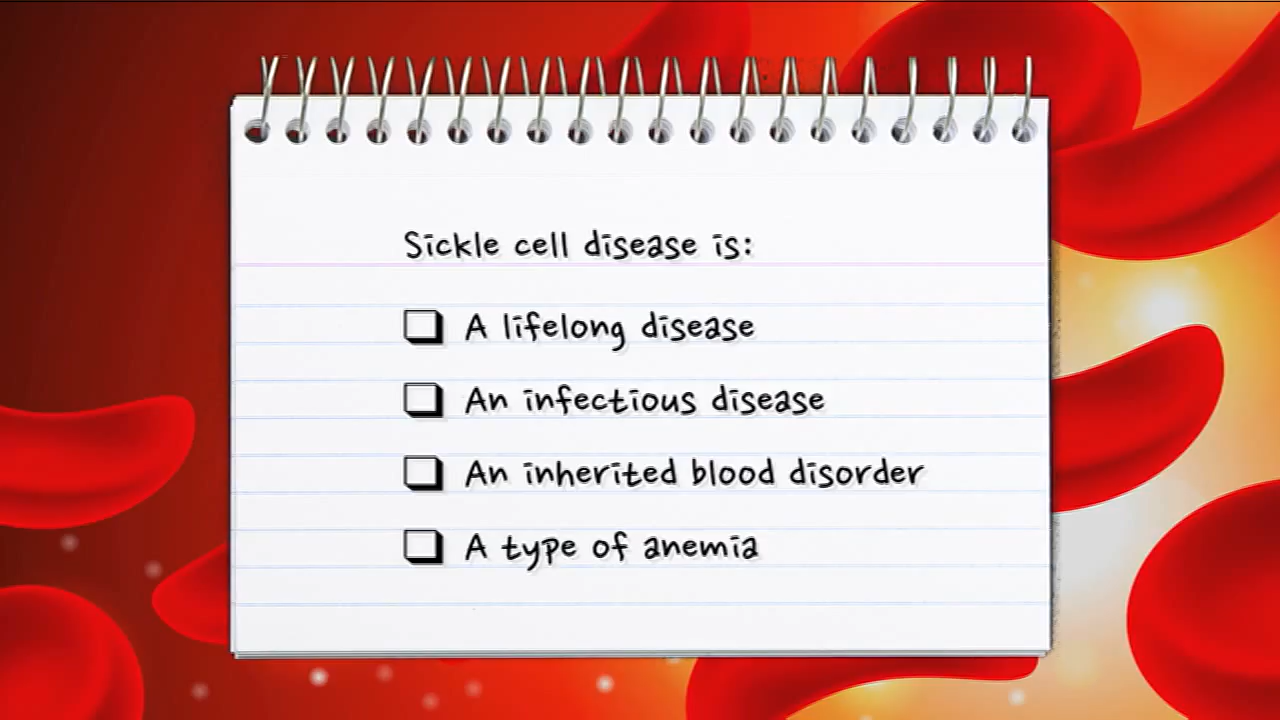 Sickle cell disease is:
A lifelong disease
An infectious disease
An inherited blood disorder
A type of anemia